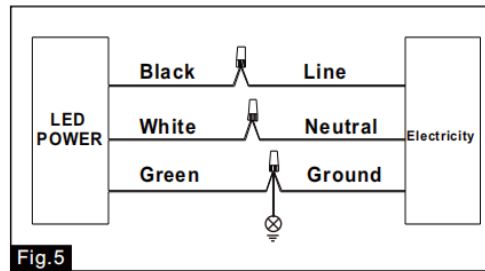 Black Line
LED
POWER
White Neutral
Electricity
Green Ground
Fig.5